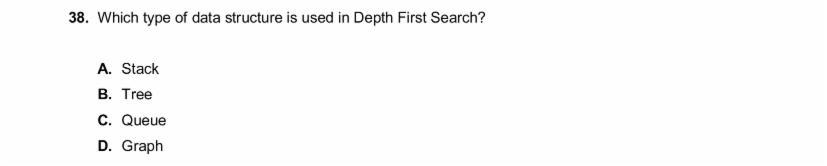 38. Which type of data structure is used in Depth First Search?
A. Stack
B. Tree
C. Queue
D. Graph